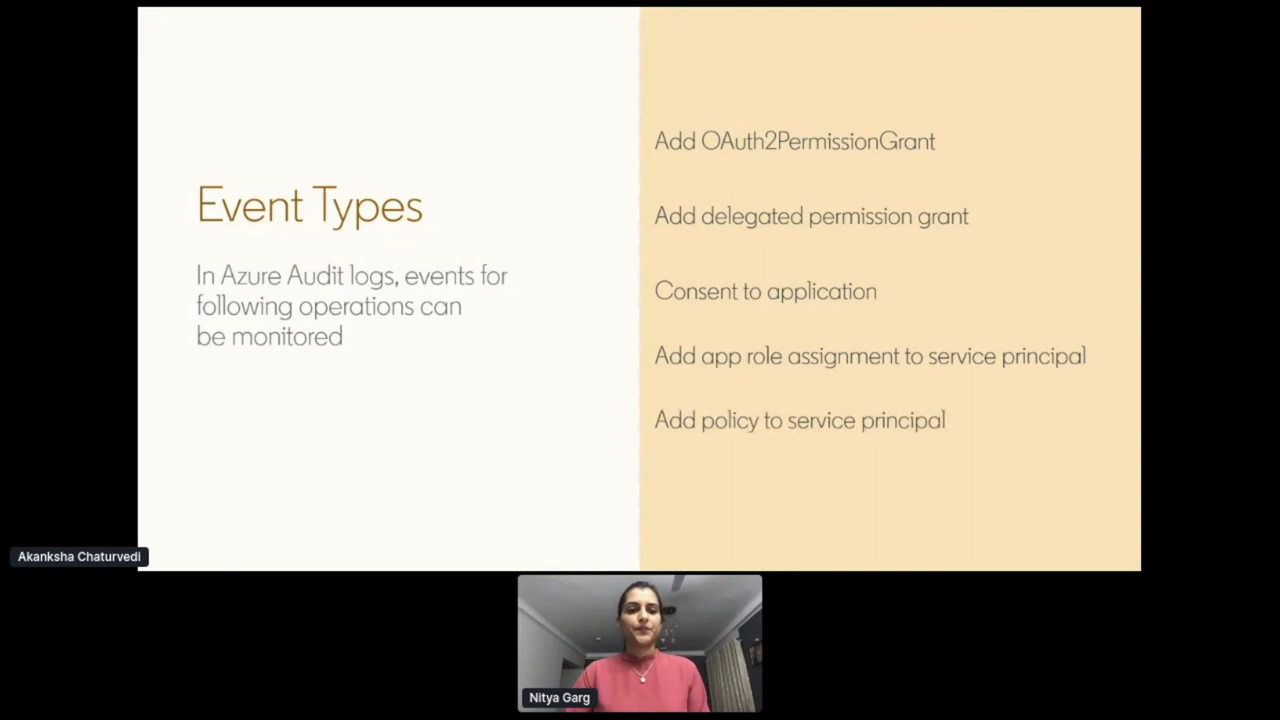 Event Types
In Azure Audit logs, events for
following operations can
be monitored
Add OAuth2PermissionGrant
Add delegated permission grant
Consent to application
Add app role assignment to service principal
Add policy to service principal
Akanksha Chaturvedi
Nitya Garg